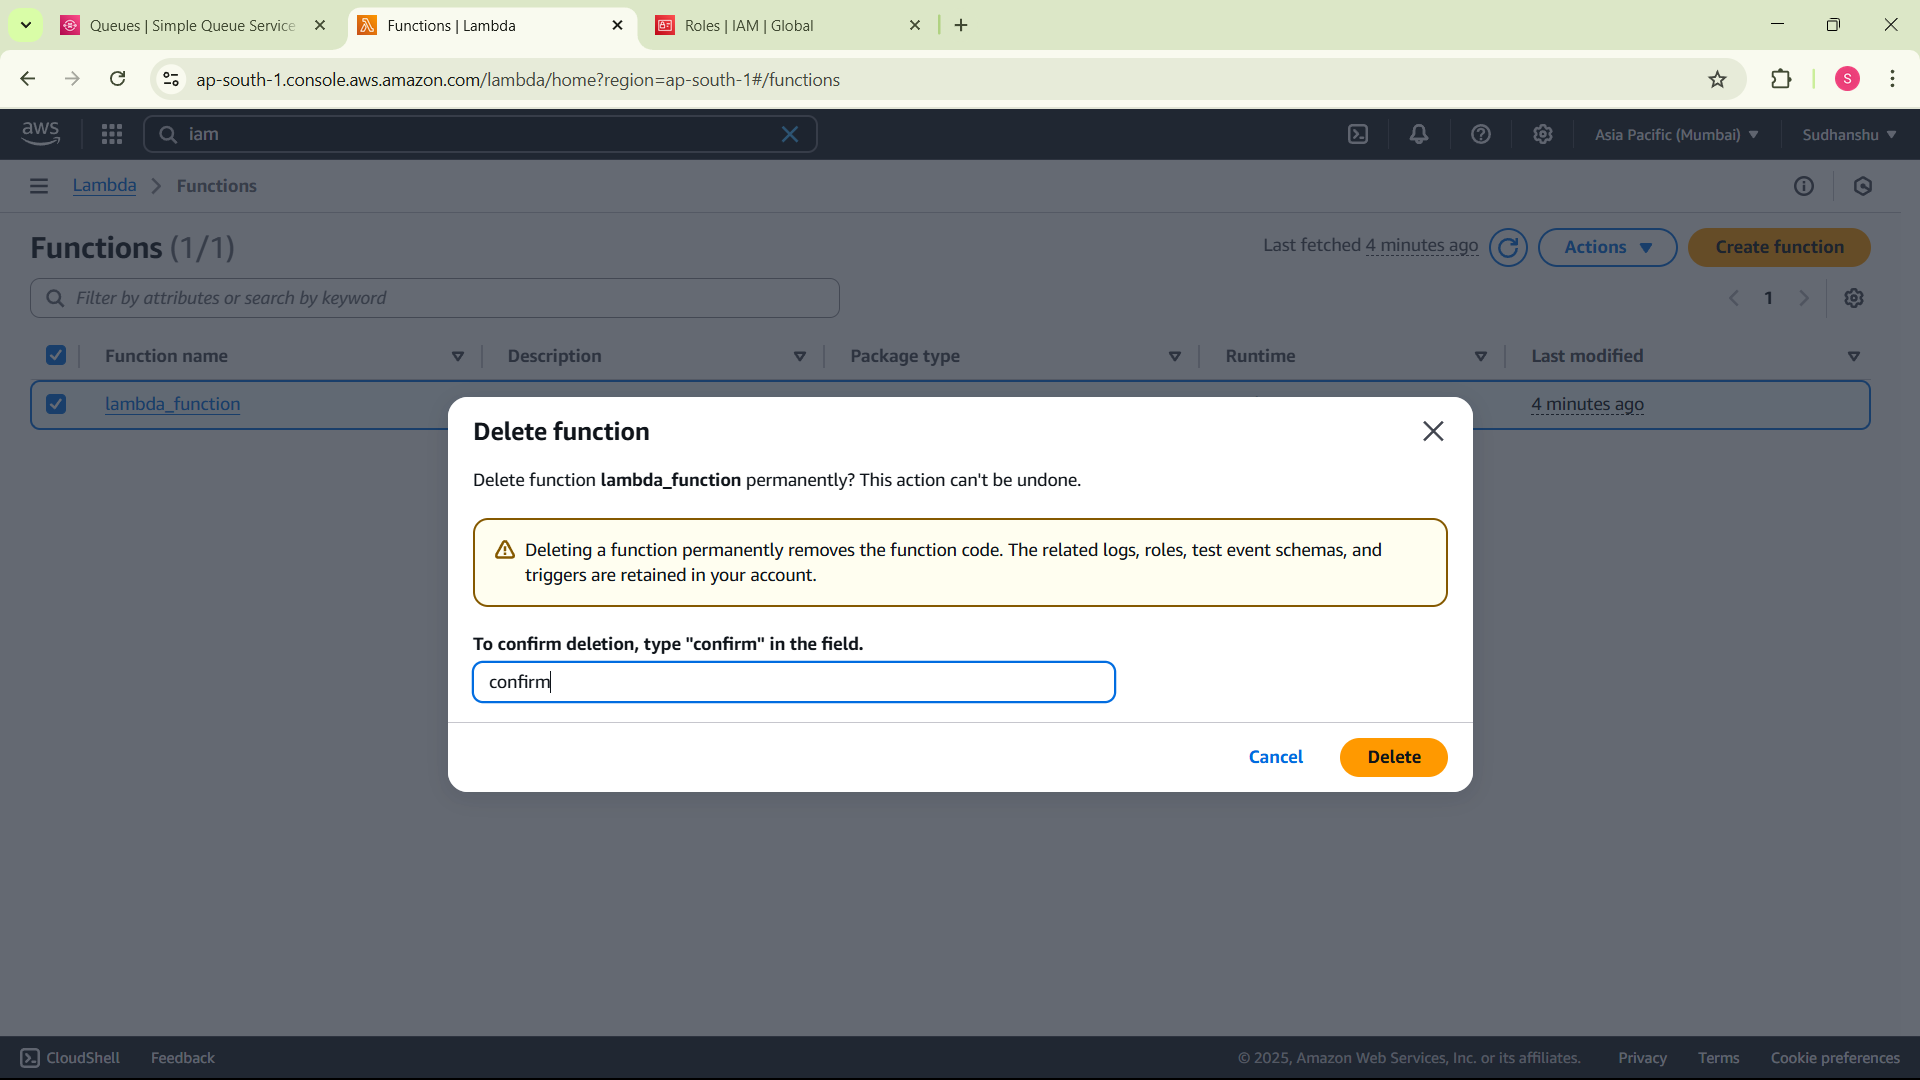 Queues | Simple Queue Service
Functions | Lambda
Roles | IAM | Global
ap-south-1.console.aws.amazon.com/lambda/home?region=ap-south-1#/functions
S
aws
iam
Asia Pacific (Mumbai)
Sudhanshu
Lambda
Functions
Functions (1/1)
Last fetched 4 minutes ago
Actions
Create function
Filter by attributes or search by keyword
1
Function name
Description
Package type
Runtime
Last modified
lambda_function
4 minutes ago
Delete function
Delete function lambda_function permanently? This action can't be undone.
Deleting a function permanently removes the function code. The related logs, roles, test event schemas, and
triggers are retained in your account.
To confirm deletion, type "confirm" in the field.
confirm
Cancel
Delete
CloudShell
Feedback
© 2025, Amazon Web Services, Inc. or its affiliates.
Privacy
Terms
Cookie preferences